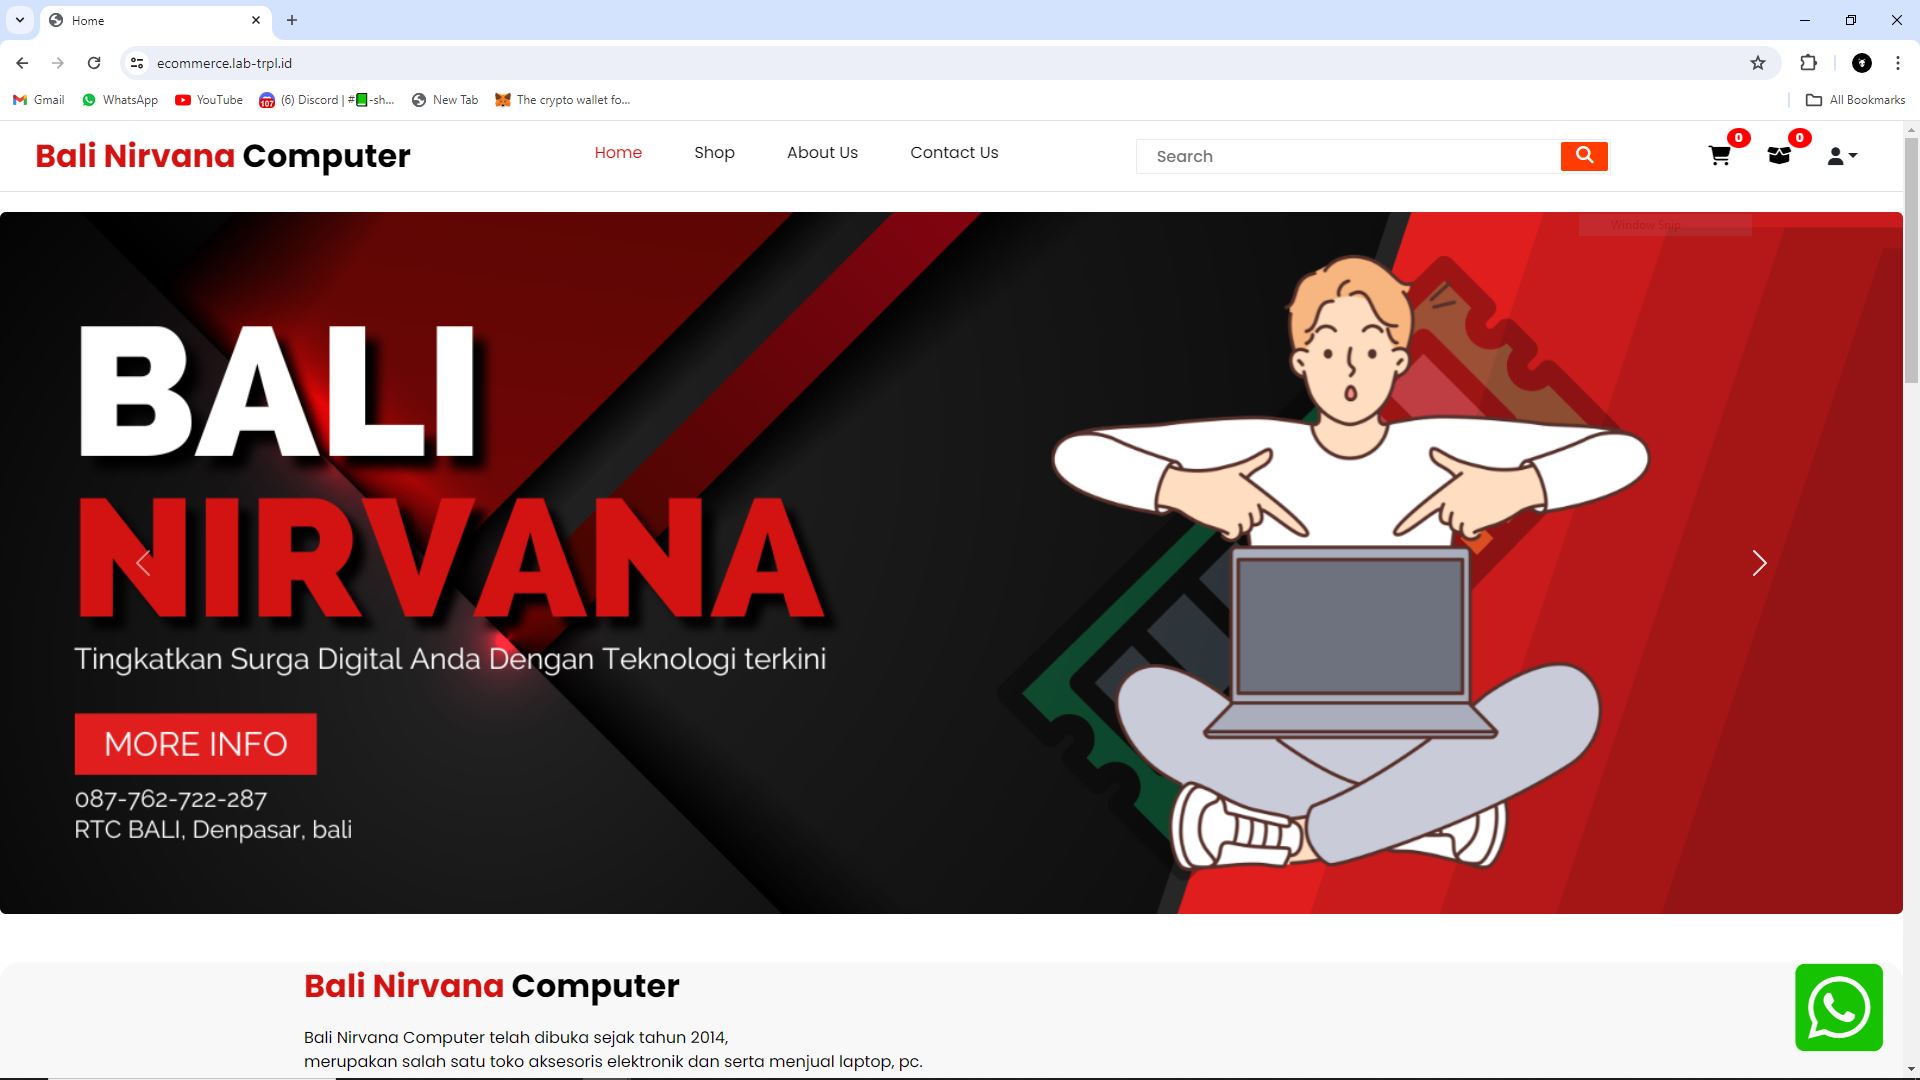 Home
ecommerce.lab-trpl.id
Gmail
WhatsApp
YouTube
107
(6) Discord | #📗-sh...
New Tab
The crypto wallet fo...
All Bookmarks
Bali Nirvana Computer
Home
Shop
About Us
Contact Us
Search
0
0
Window Snip
BALI
NIRVANA
Tingkatkan Surga Digital Anda Dengan Teknologi terkini
MORE INFO
087-762-722-287
RTC BALI, Denpasar, bali
Bali Nirvana Computer
Bali Nirvana Computer telah dibuka sejak tahun 2014,
merupakan salah satu toko aksesoris elektronik dan serta menjual laptop, pc.